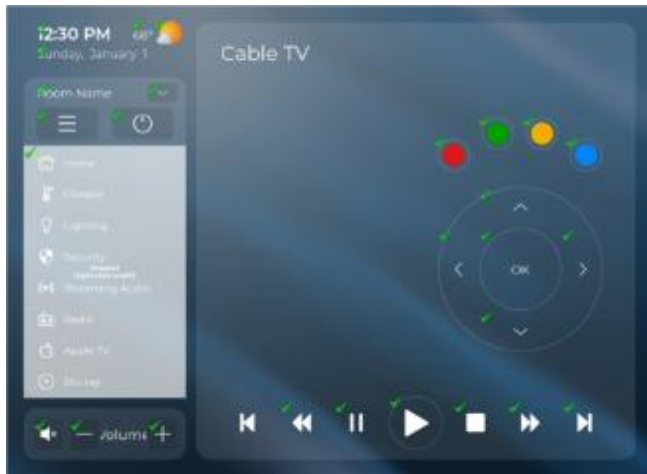 12:30 PM 68°
Sunday, January 1
Cable TV
Room Name
Home
Lighting
Security
Streaming Audio
Radio
OK
Apple TV
Blu-ray
Volume